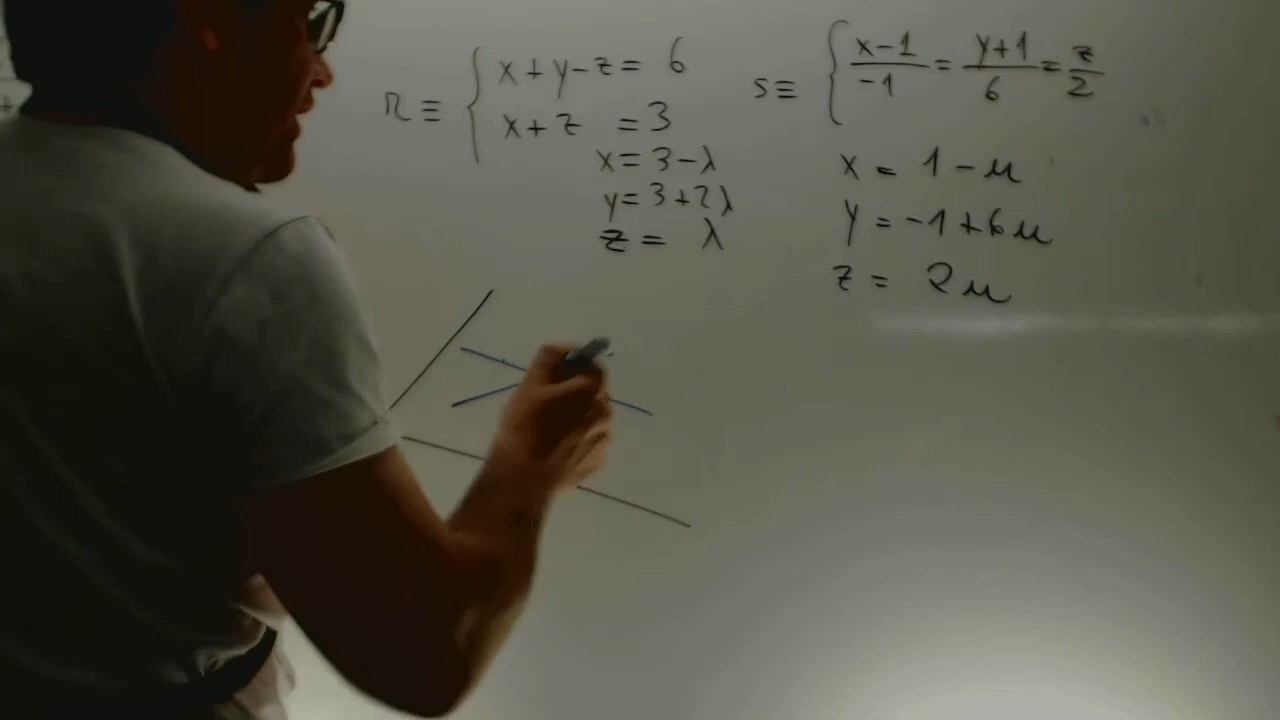 r ≡ { x+y-z = 6
x+z = 3
x = 3-λ
y = 3+2λ
z = λ
s ≡ { (x-1)/-1 = (y+1)/6 = z/2
x = 1-μ
y = -1+6μ
z = 2μ